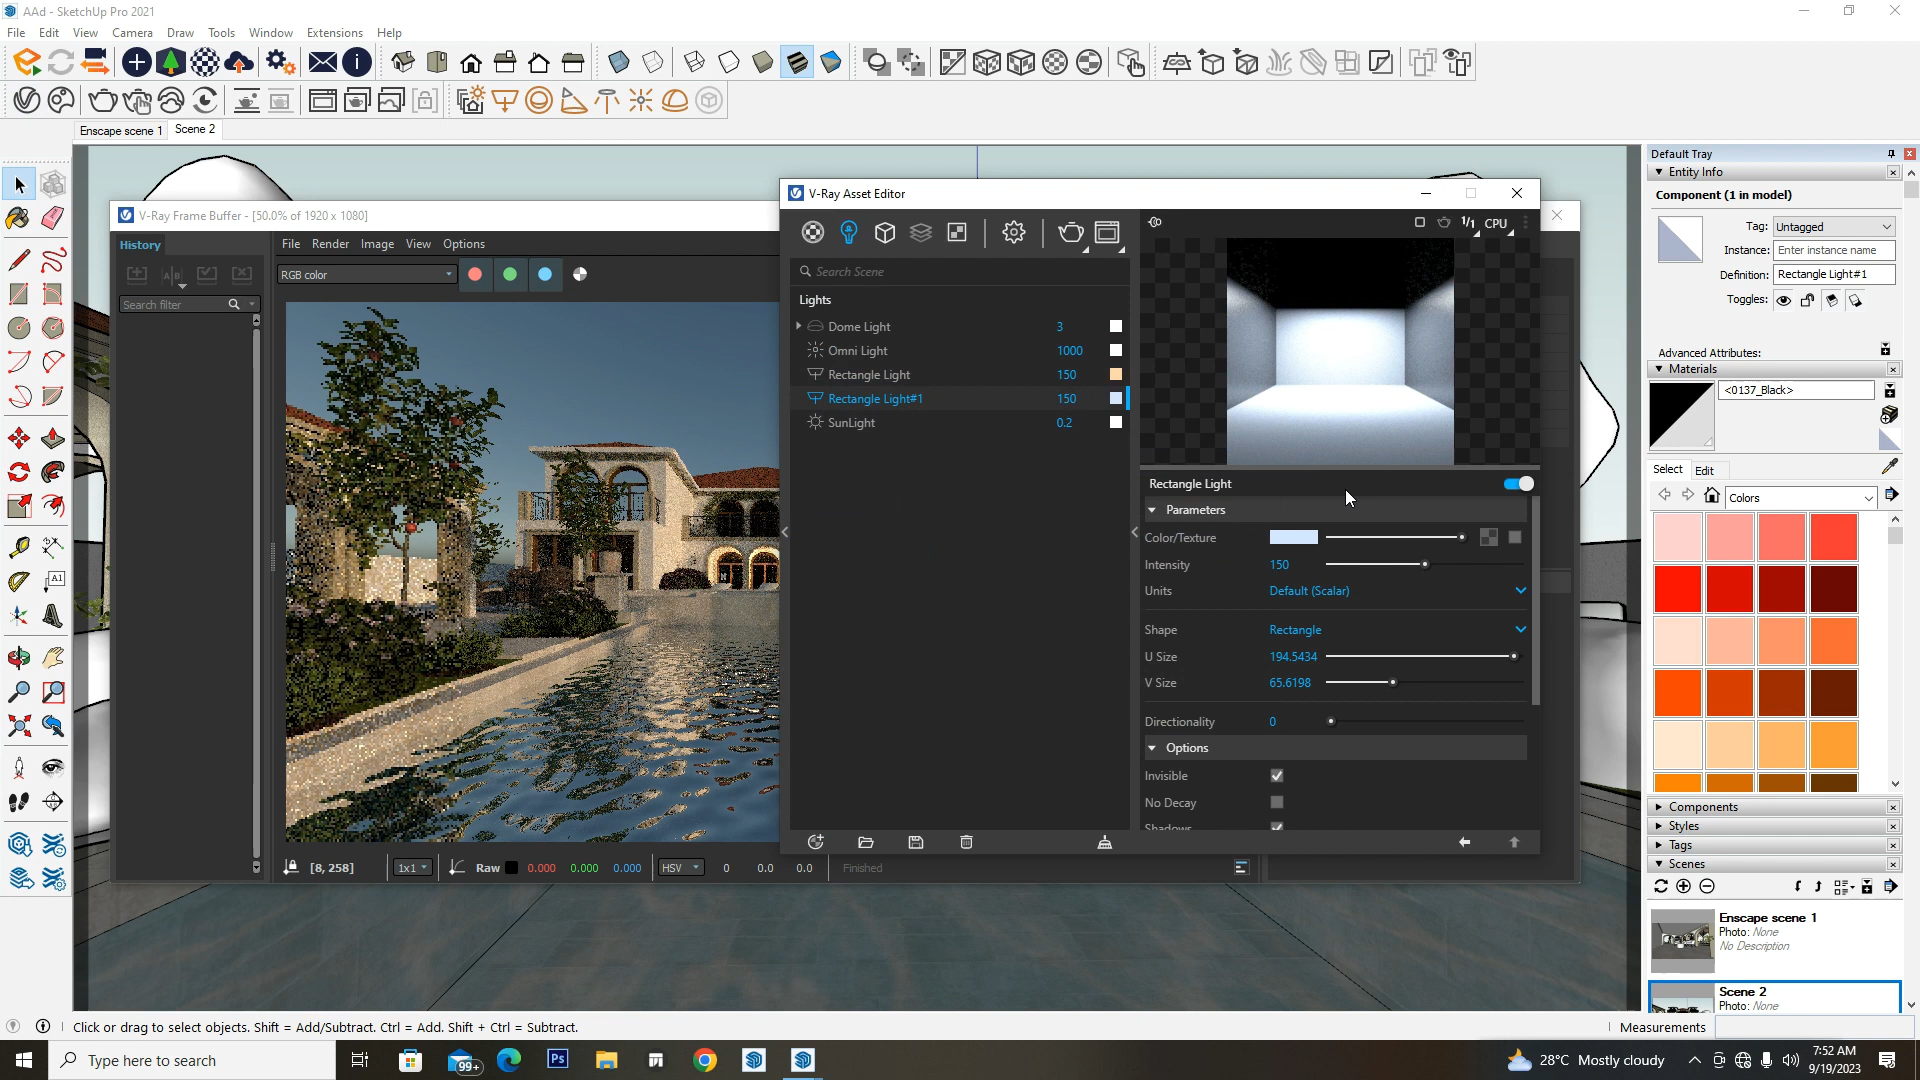 AAd - SketchUp Pro 2021
File Edit View Camera Draw Tools Window Extensions Help
Enscape scene 1 Scene 2
V-Ray Frame Buffer - [50.0% of 1920 x 1080]
History
File Render Image View Options
RGB color
Search filter
[8, 258]
1x1
Raw 0.000 0.000 0.000
HSV 0 0.0 0.0
Finished
V-Ray Asset Editor
1/1 CPU
Search Scene
Lights
Dome Light 3
Omni Light 1000
Rectangle Light 150
Rectangle Light#1 150
SunLight 0.2
Rectangle Light
Parameters
Color/Texture
Intensity 150
Units Default (Scalar)
Shape Rectangle
U Size 194.5434
V Size 65.6198
Directionality 0
Options
Invisible
No Decay
Shadows
Default Tray
Entity Info
Component (1 in model)
Tag: Untagged
Instance: Enter instance name
Definition: Rectangle Light#1
Toggles:
Advanced Attributes:
Materials
<0137_Black>
Select Edit
Colors
Components
Styles
Tags
Scenes
Enscape scene 1
Photo: None
No Description
Scene 2
Photo: None
Click or drag to select objects. Shift = Add/Subtract. Ctrl = Add. Shift + Ctrl = Subtract.
Measurements
Type here to search
99+
Ps
28°C Mostly cloudy
7:52 AM
9/19/2023